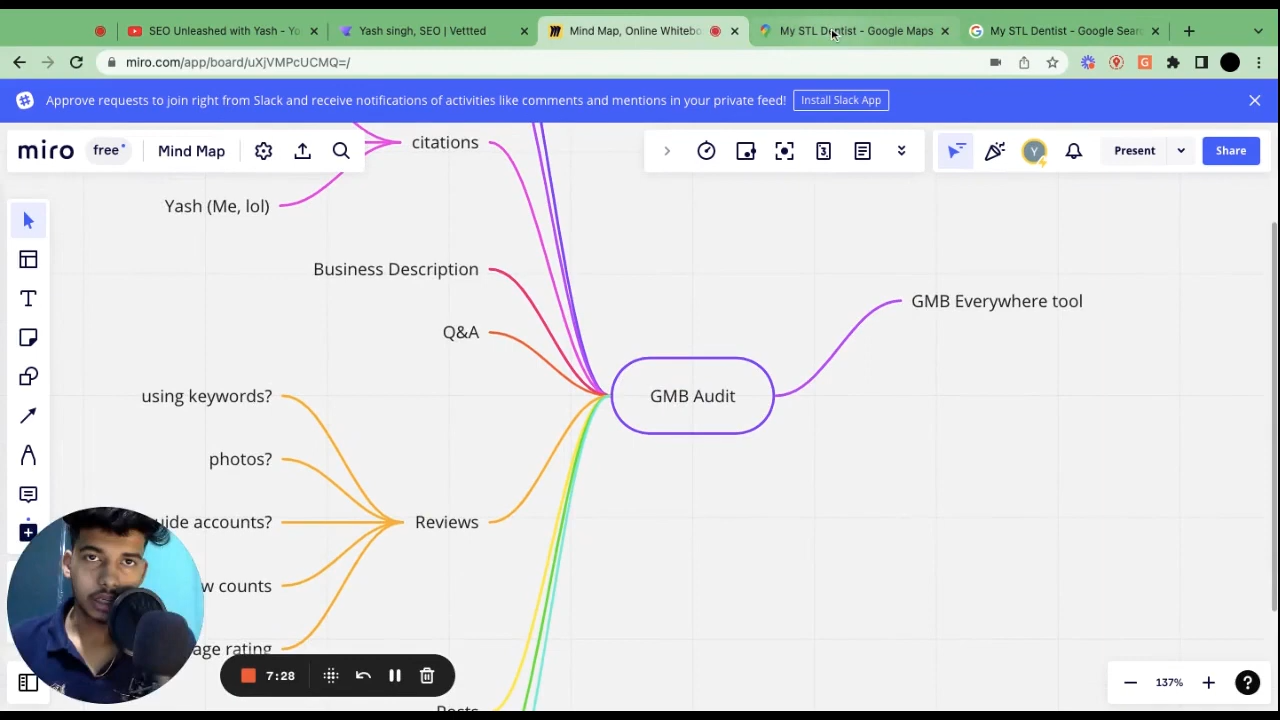 SEO Unleashed with Yash - Yo
Yash singh, SEO | Vettted
Mind Map, Online Whitebo
My STL Dentist - Google Maps
My STL Dentist - Google Sear
miro.com/app/board/uXjVMPcUCMQ=/
Approve requests to join right from Slack and receive notifications of activities like comments and mentions in your private feed!
Install Slack App
miro
free
Mind Map
3
Y
Present
Share
citations
Yash (Me, lol)
Business Description
Q&A
GMB Everywhere tool
GMB Audit
using keywords?
photos?
uide accounts?
Reviews
w counts
age rating
7:28
Posts
137%